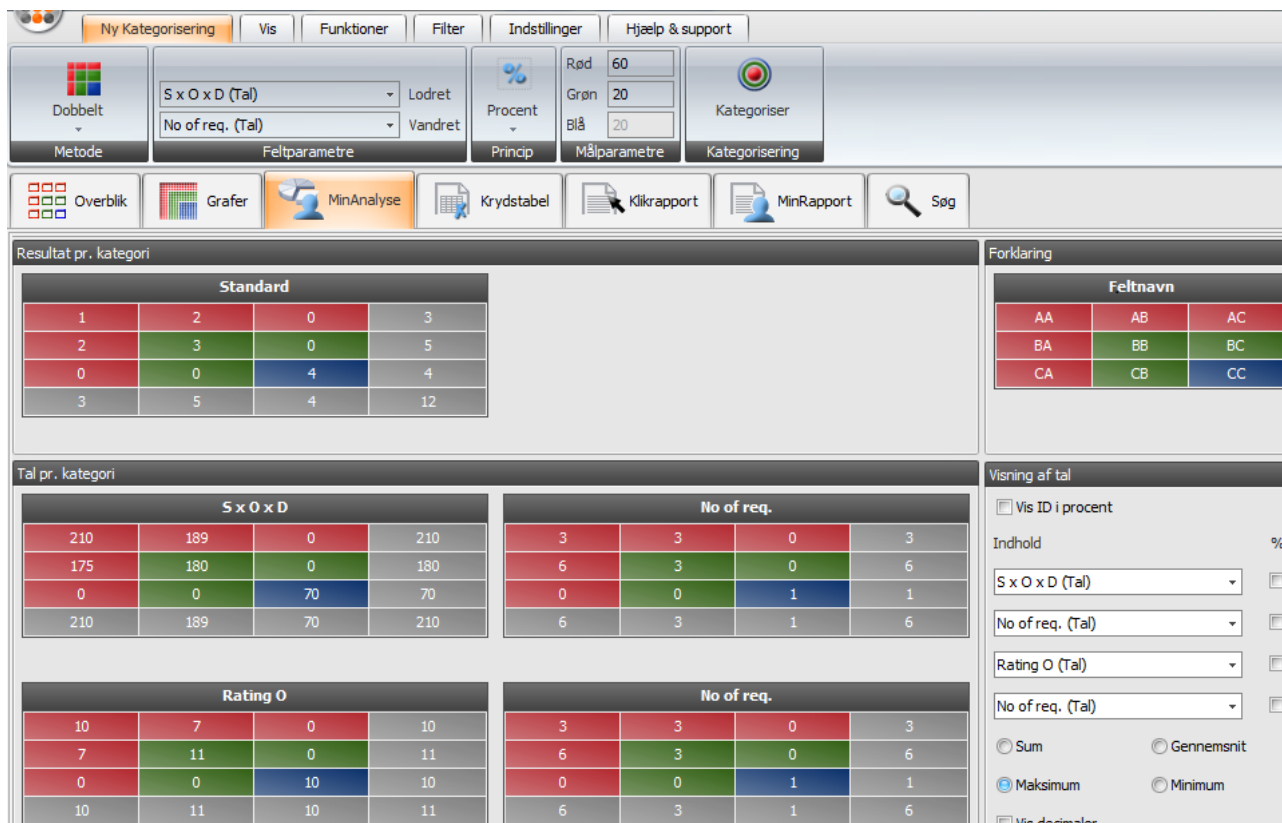 Ny Kategorisering Vis Funktioner Filter Indstillinger Hjælp & support
Dobbelt
S x O x D (Tal) Lodret
No of req. (Tal) Vandret
%
Procent
Rød 60
Grøn 20
Blå 20
Kategoriser
Metode Feltparametre Princip Målparametre Kategorisering
Overblik Grafer MinAnalyse Krydstabel Klikrapport MinRapport Søg
Resultat pr. kategori
Standard
1 2 0 3
2 3 0 5
0 0 4 4
3 5 4 12
Forklaring
Feltnavn
AA AB AC
BA BB BC
CA CB CC
Tal pr. kategori
S x O x D
210 189 0 210
175 180 0 180
0 0 70 70
210 189 70 210
No of req.
3 3 0 3
6 3 0 6
0 0 1 1
6 3 1 6
Rating O
10 7 0 10
7 11 0 11
0 0 10 10
10 11 10 11
No of req.
3 3 0 3
6 3 0 6
0 0 1 1
6 3 1 6
Visning af tal
Vis ID i procent
Indhold %
S x O x D (Tal)
No of req. (Tal)
Rating O (Tal)
No of req. (Tal)
Sum Gennemsnit
Maksimum Minimum
Vis decimaler